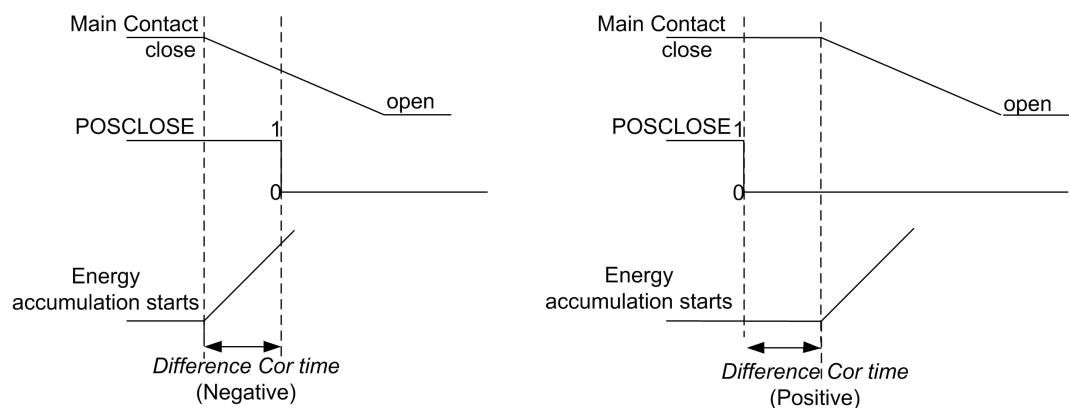 Main Contact
close
open
POSCLOSE
1
0
Energy
accumulation starts
Difference Cor time
(Negative)
Main Contact
close
open
POSCLOSE
1
0
Energy
accumulation starts
Difference Cor time
(Positive)